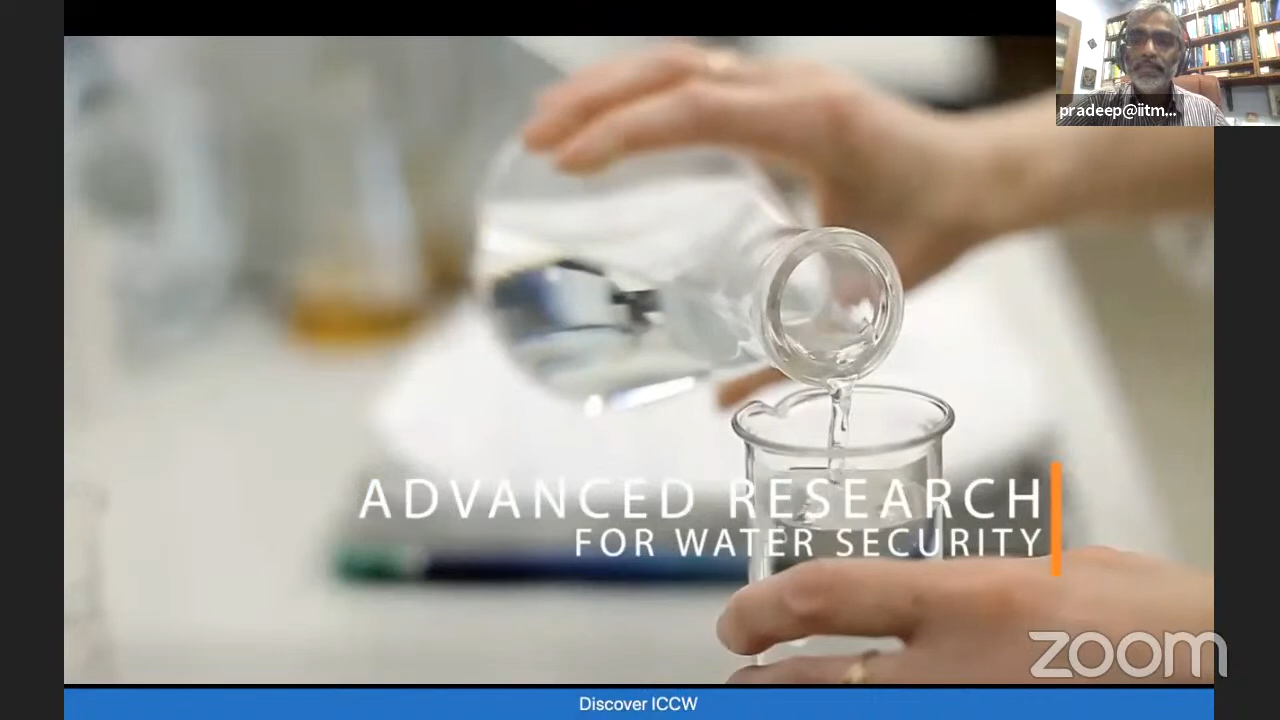 pradeep@iitm...
ADVANCED RESEARCH
FOR WATER SECURITY
zoom
Discover ICCW